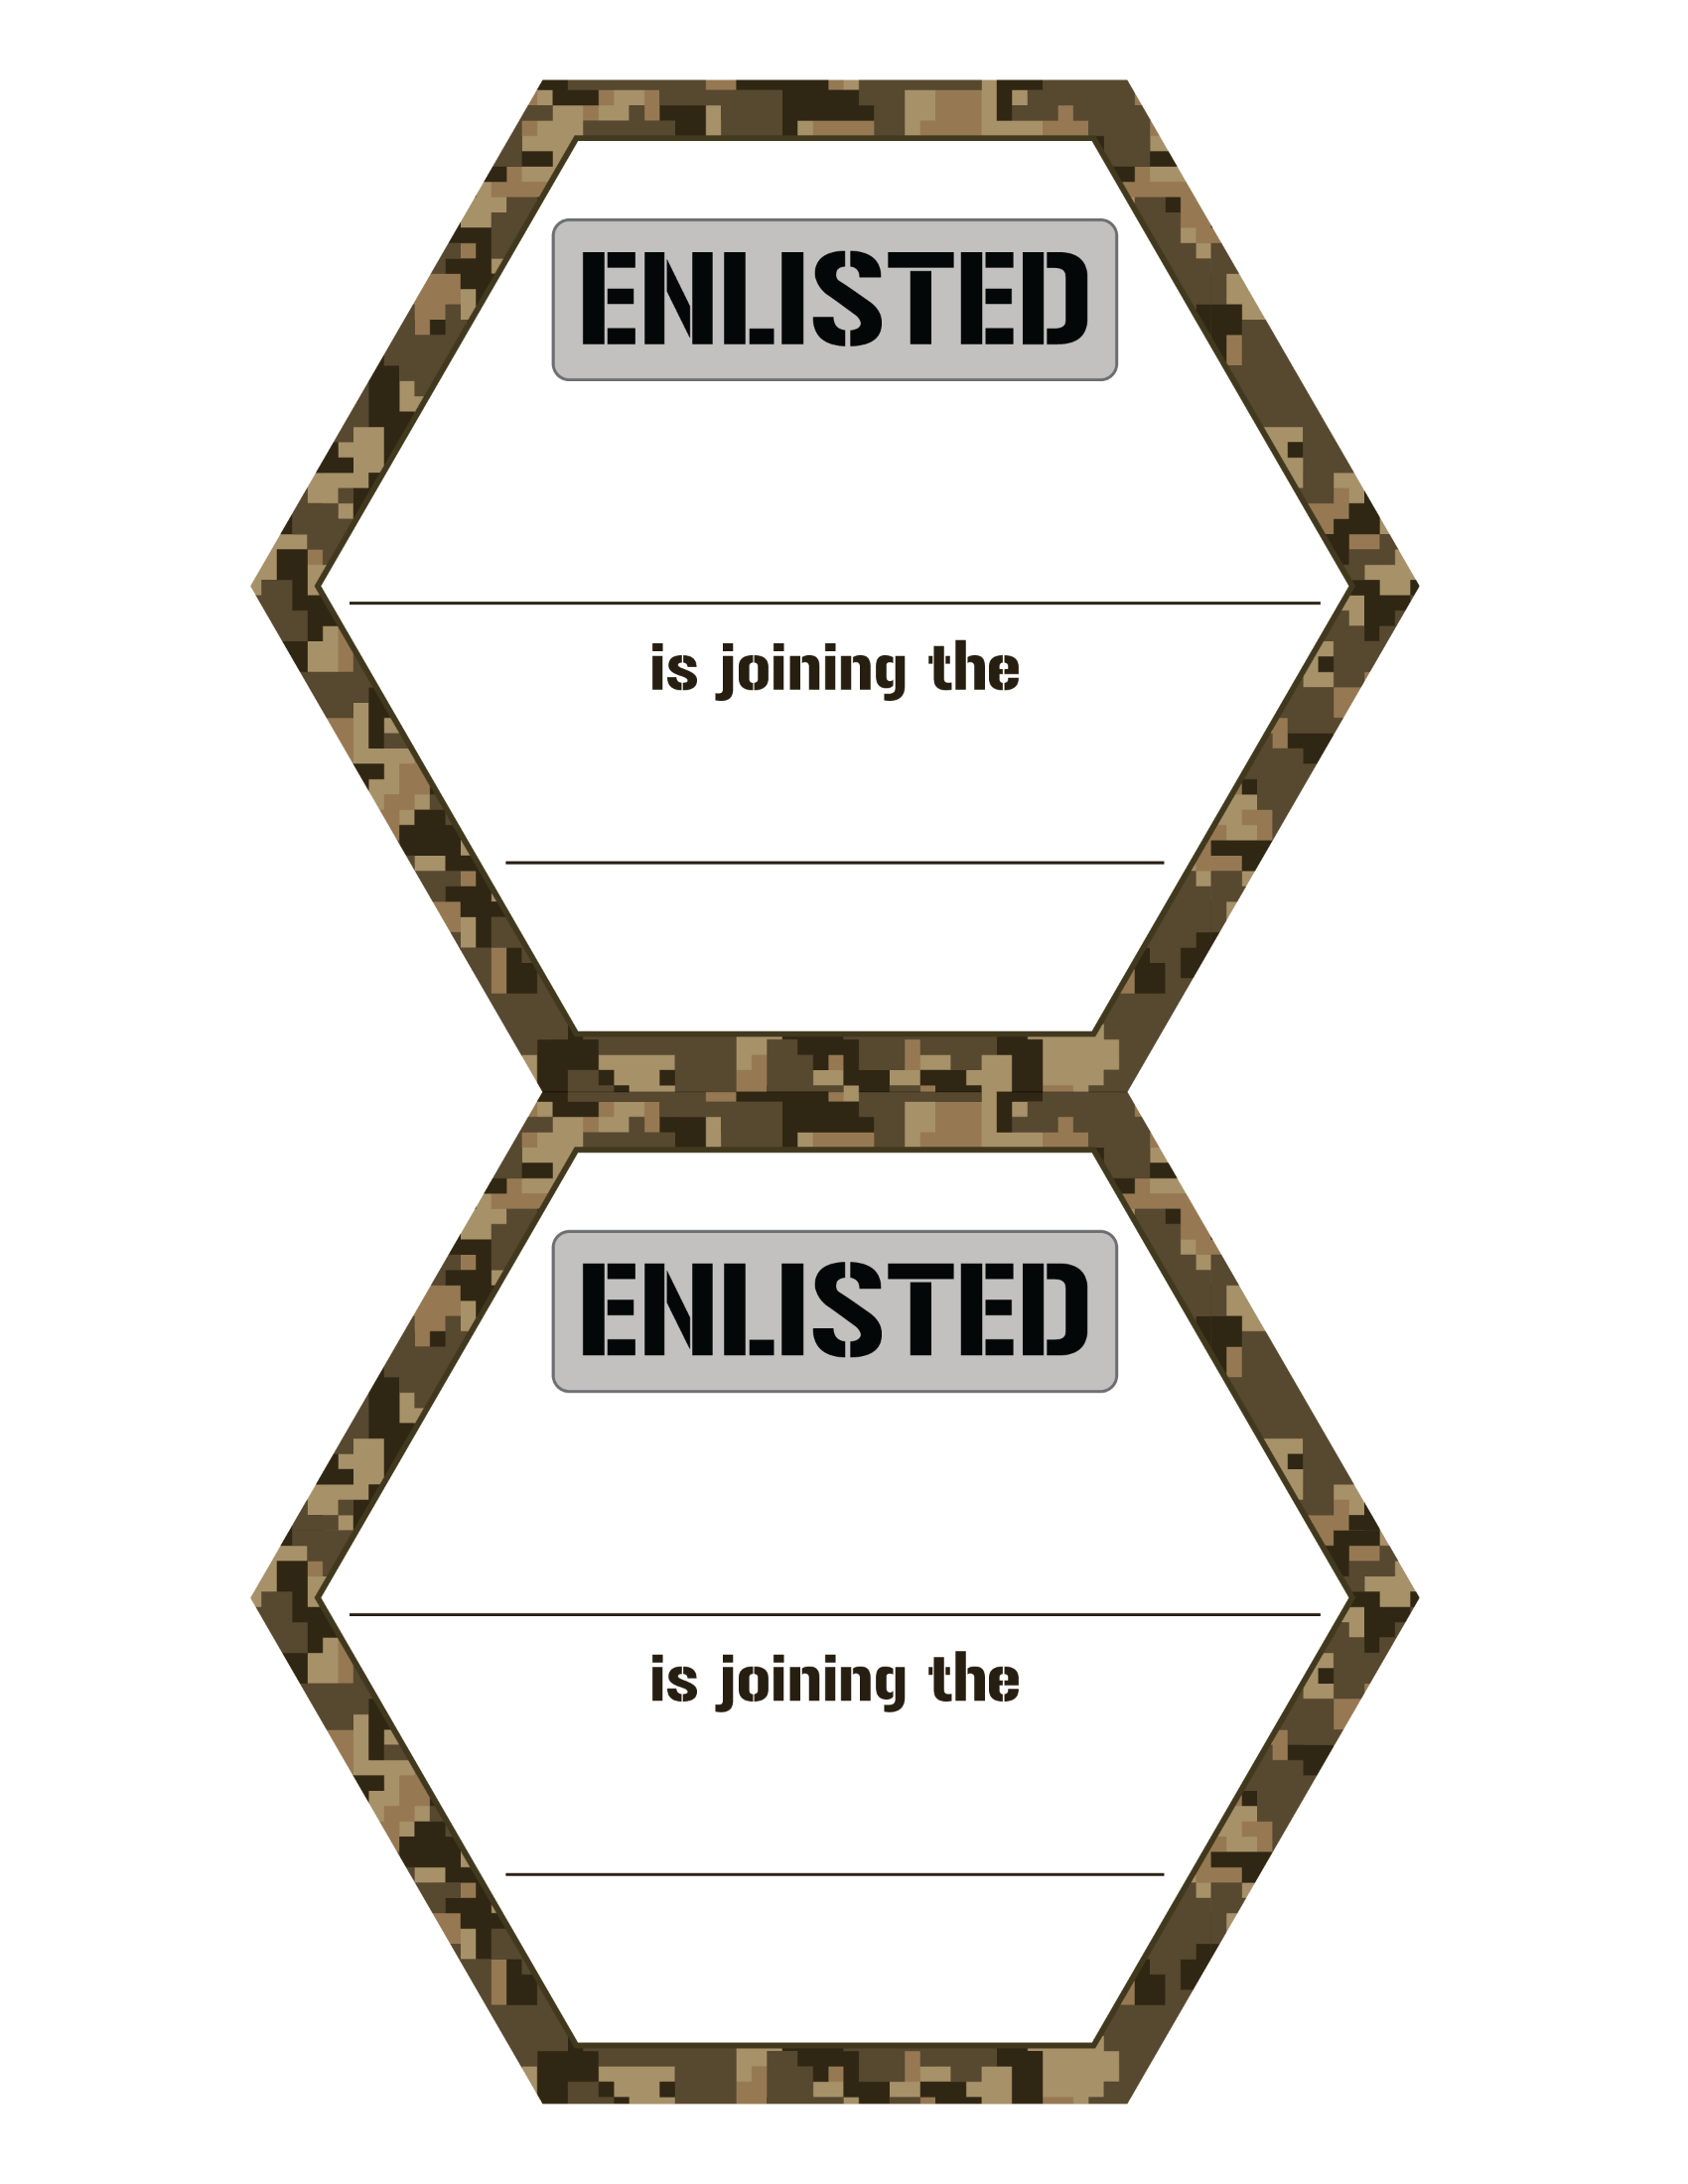 ENLISTED
is joining the
ENLISTED
is joining the